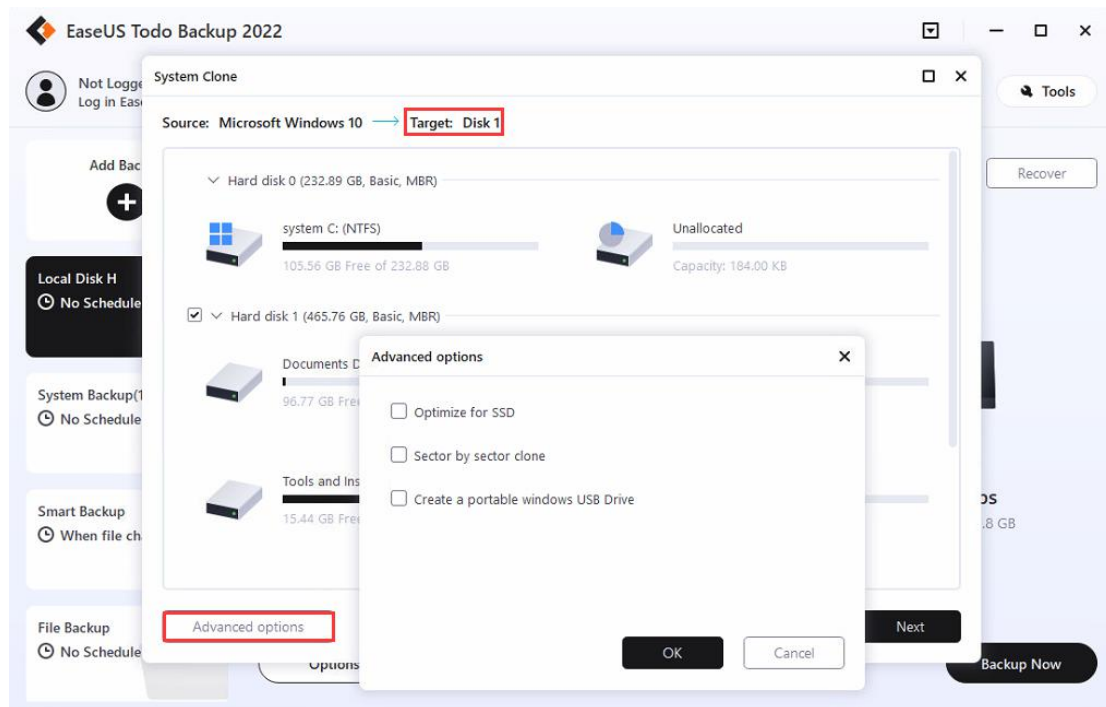 EaseUS Todo Backup 2022
Not Logge
Log in Eas
Tools
System Clone
Source: Microsoft Windows 10
Target: Disk 1
Add Bac
Recover
Hard disk 0 (232.89 GB, Basic, MBR)
system C: (NTFS)
105.56 GB Free of 232.88 GB
Unallocated
Capacity: 184.00 KB
Local Disk H
No Schedule
Hard disk 1 (465.76 GB, Basic, MBR)
Documents D
96.77 GB Free
Advanced options
Optimize for SSD
Sector by sector clone
Create a portable windows USB Drive
System Backup(1
No Schedule
Tools and Ins
15.44 GB Free
Smart Backup
When file ch
os
.8 GB
File Backup
No Schedule
Advanced options
Next
OK
Cancel
Options
Backup Now